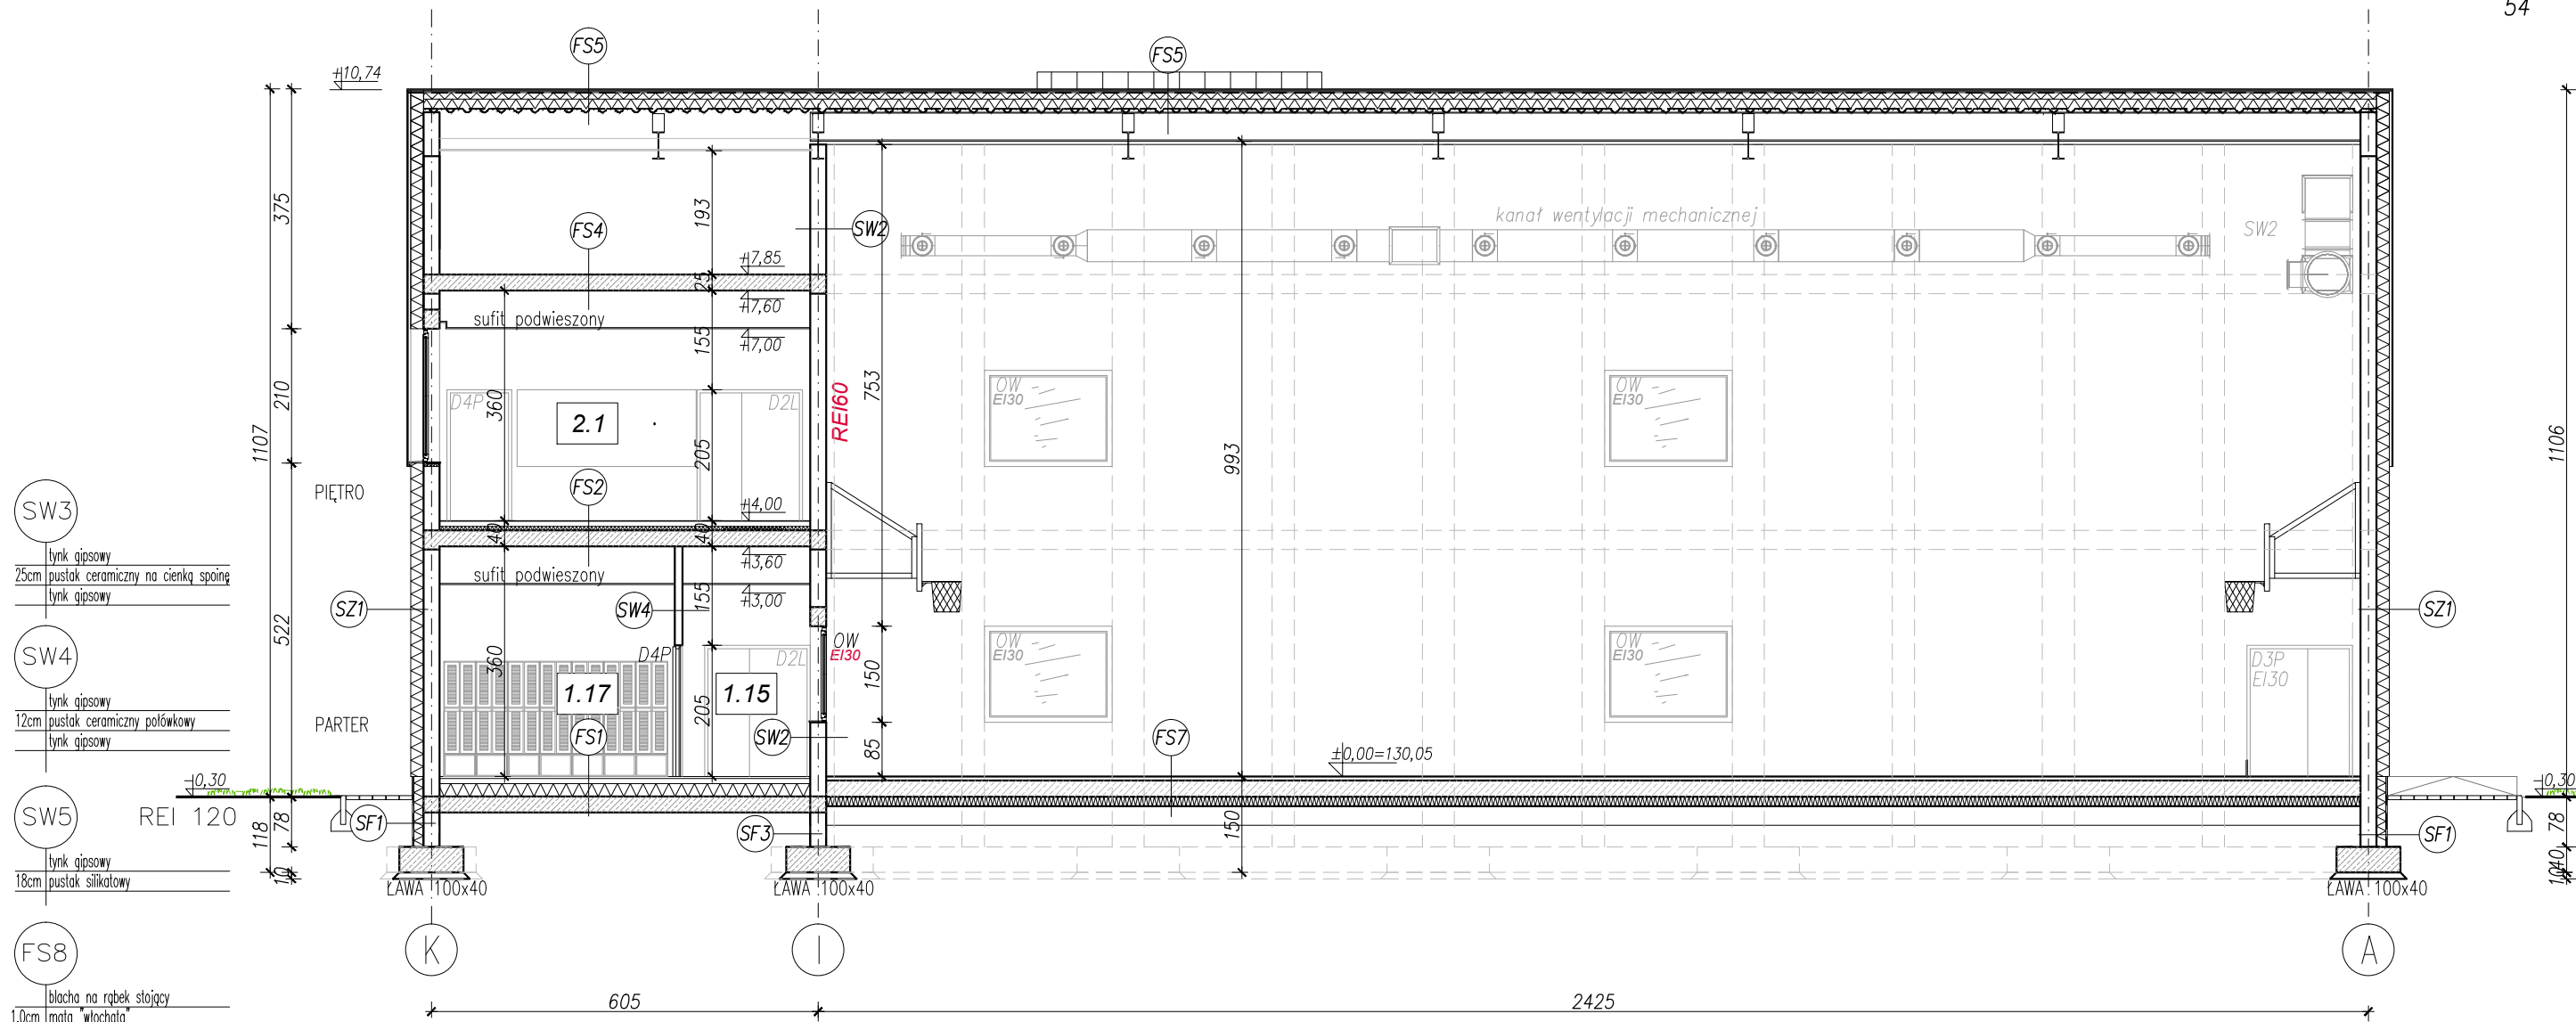 54
FS5
FS5
+10,74
375
193
FS4
SW2
kanał wentylacji mechanicznej
SW2
+7,85
25
+7,60
sufit podwieszony
+7,00
155
210
360
D4P
2.1
D2L
REI60
753
OW
EI30
OW
EI30
1107
993
1106
205
PIĘTRO
FS2
+4,00
40
40
+3,60
sufit podwieszony
+3,00
155
SW3
tynk gipsowy
25cm pustak ceramiczny na cienką spoinę
tynk gipsowy
SZ1
SW4
SZ1
522
OW
EI30
OW
EI30
OW
EI30
D4P
D2L
D3P
EI30
SW4
tynk gipsowy
12cm pustak ceramiczny połówkowy
tynk gipsowy
360
1.17
1.15
205
150
PARTER
FS1
SW2
85
FS7
±0,00=130,05
-0,30
-0,30
SW5
REI 120
tynk gipsowy
18cm pustak silikatowy
118
78
10
SF1
SF3
150
SF1
78
40
10
ŁAWA 100x40
ŁAWA 100x40
ŁAWA 100x40
FS8
blacha na rąbek stojący
1,0cm mata "włochata"
K
I
A
605
2425